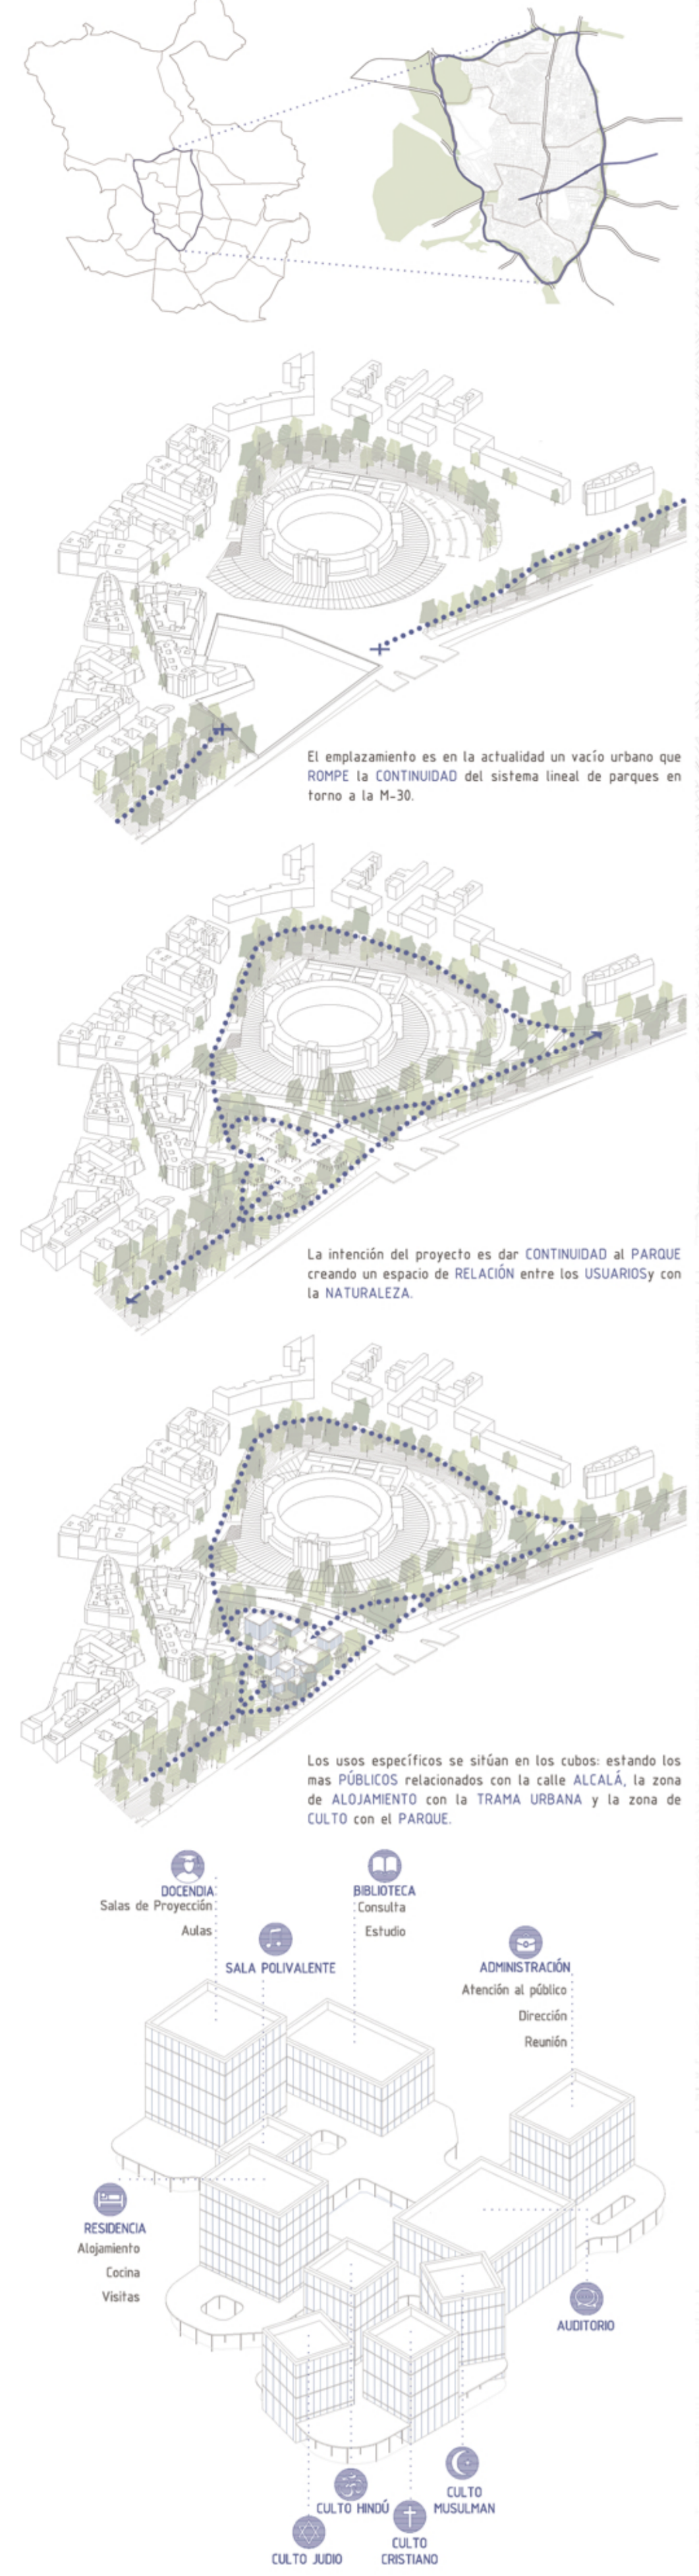 El emplazamiento es en la actualidad un vacío urbano que
ROMPE la CONTINUIDAD del sistema lineal de parques en
torno a la M-30.
La intención del proyecto es dar CONTINUIDAD al PARQUE
creando un espacio de RELACIÓN entre los USUARIOSy con
la NATURALEZA.
Los usos específicos se sitúan en los cubos: estando los
mas PÚBLICOS relacionados con la calle ALCALÁ, la zona
de ALOJAMIENTO con la TRAMA URBANA y la zona de
CULTO con el PARQUE.
DOCENDIA
Salas de Proyección
Aulas
BIBLIOTECA
Consulta
Estudio
SALA POLIVALENTE
ADMINISTRACIÓN
Atención al público
Dirección
Reunión
RESIDENCIA
Alojamiento
Cocina
Visitas
AUDITORIO
CULTO
MUSULMAN
CULTO HINDÚ
CULTO
CRISTIANO
CULTO JUDIO